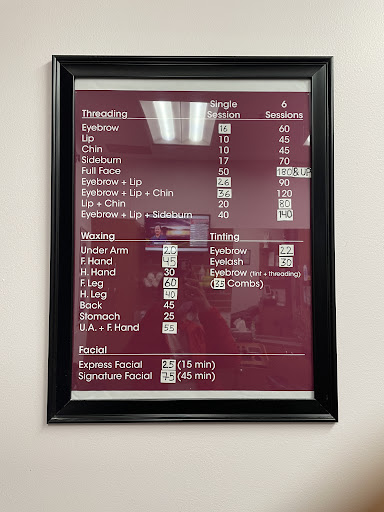 Threading Single Session 6 Sessions
Eyebrow 16 60
Lip 10 45
Chin 10 45
Sideburn 17 70
Full Face 50 180 & UP
Eyebrow + Lip 26 90
Eyebrow + Lip + Chin 36 120
Lip + Chin 20 80
Eyebrow + Lip + Sideburn 40 140
Waxing
Under Arm 20
F. Hand 45
H. Hand 30
F. Leg 60
H. Leg 40
Back 45
Stomach 25
U.A. + F. Hand 55
Tinting
Eyebrow 22
Eyelash 30
Eyebrow (tint + threading)
(35 Combs)
Facial
Express Facial 25 (15 min)
Signature Facial 75 (45 min)